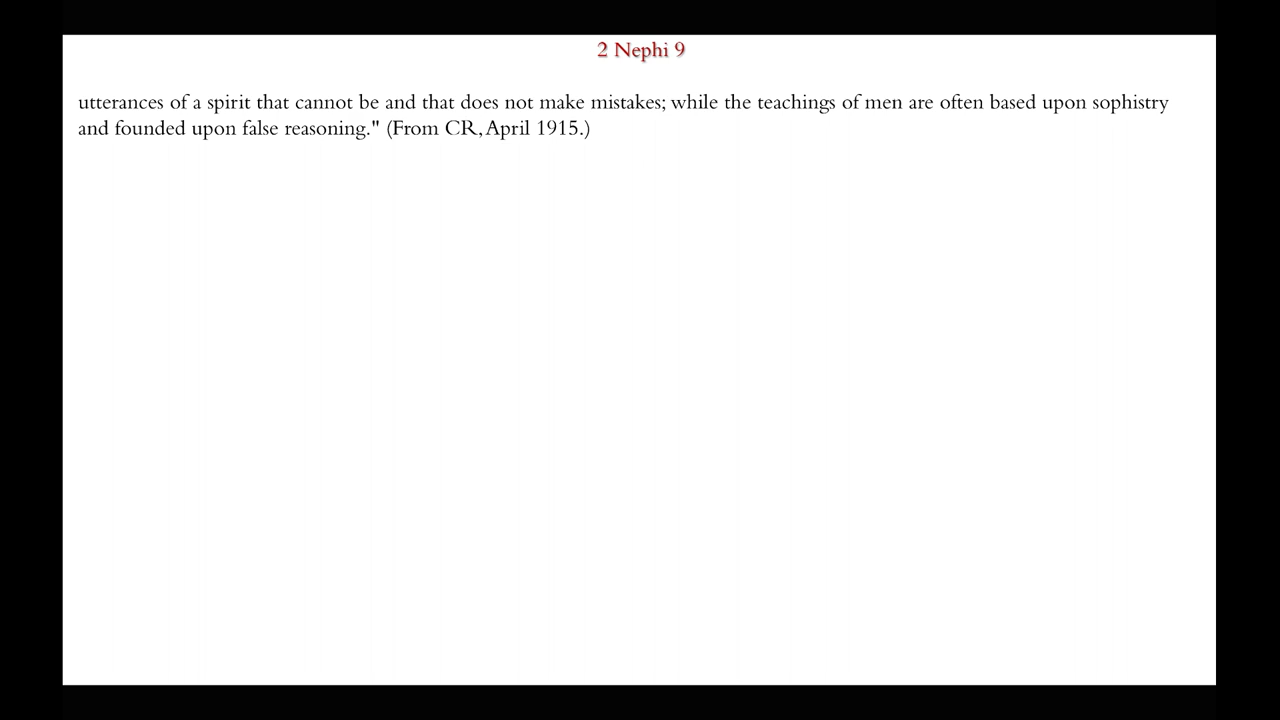 2 Nephi 9
utterances of a spirit that cannot be and that does not make mistakes; while the teachings of men are often based upon sophistry
and founded upon false reasoning." (From CR, April 1915.)